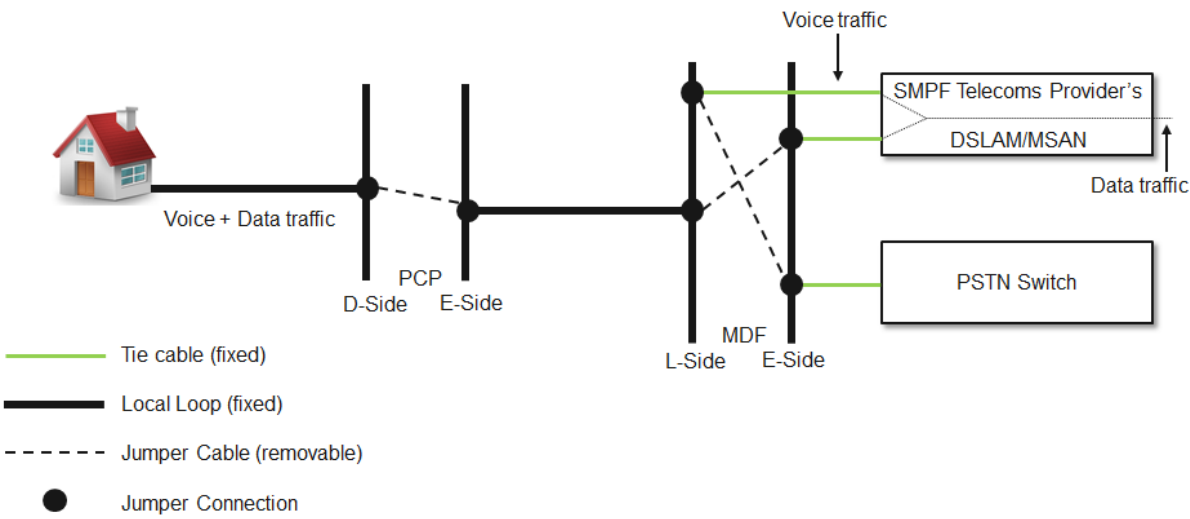 Voice traffic
SMPF Telecoms Provider's
DSLAM/MSAN
Data traffic
Voice + Data traffic
PCP
D-Side
E-Side
PSTN Switch
MDF
L-Side
E-Side
Tie cable (fixed)
Local Loop (fixed)
Jumper Cable (removable)
Jumper Connection